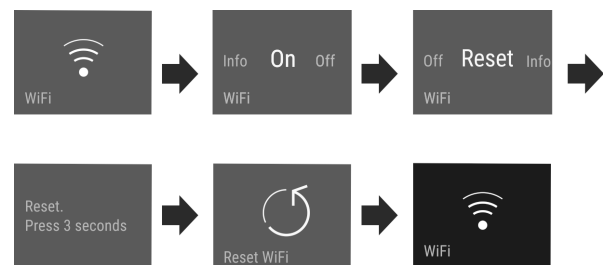 WiFi
Info On Off
WiFi
Off Reset Info
WiFi
Reset.
Press 3 seconds
Reset WiFi
WiFi